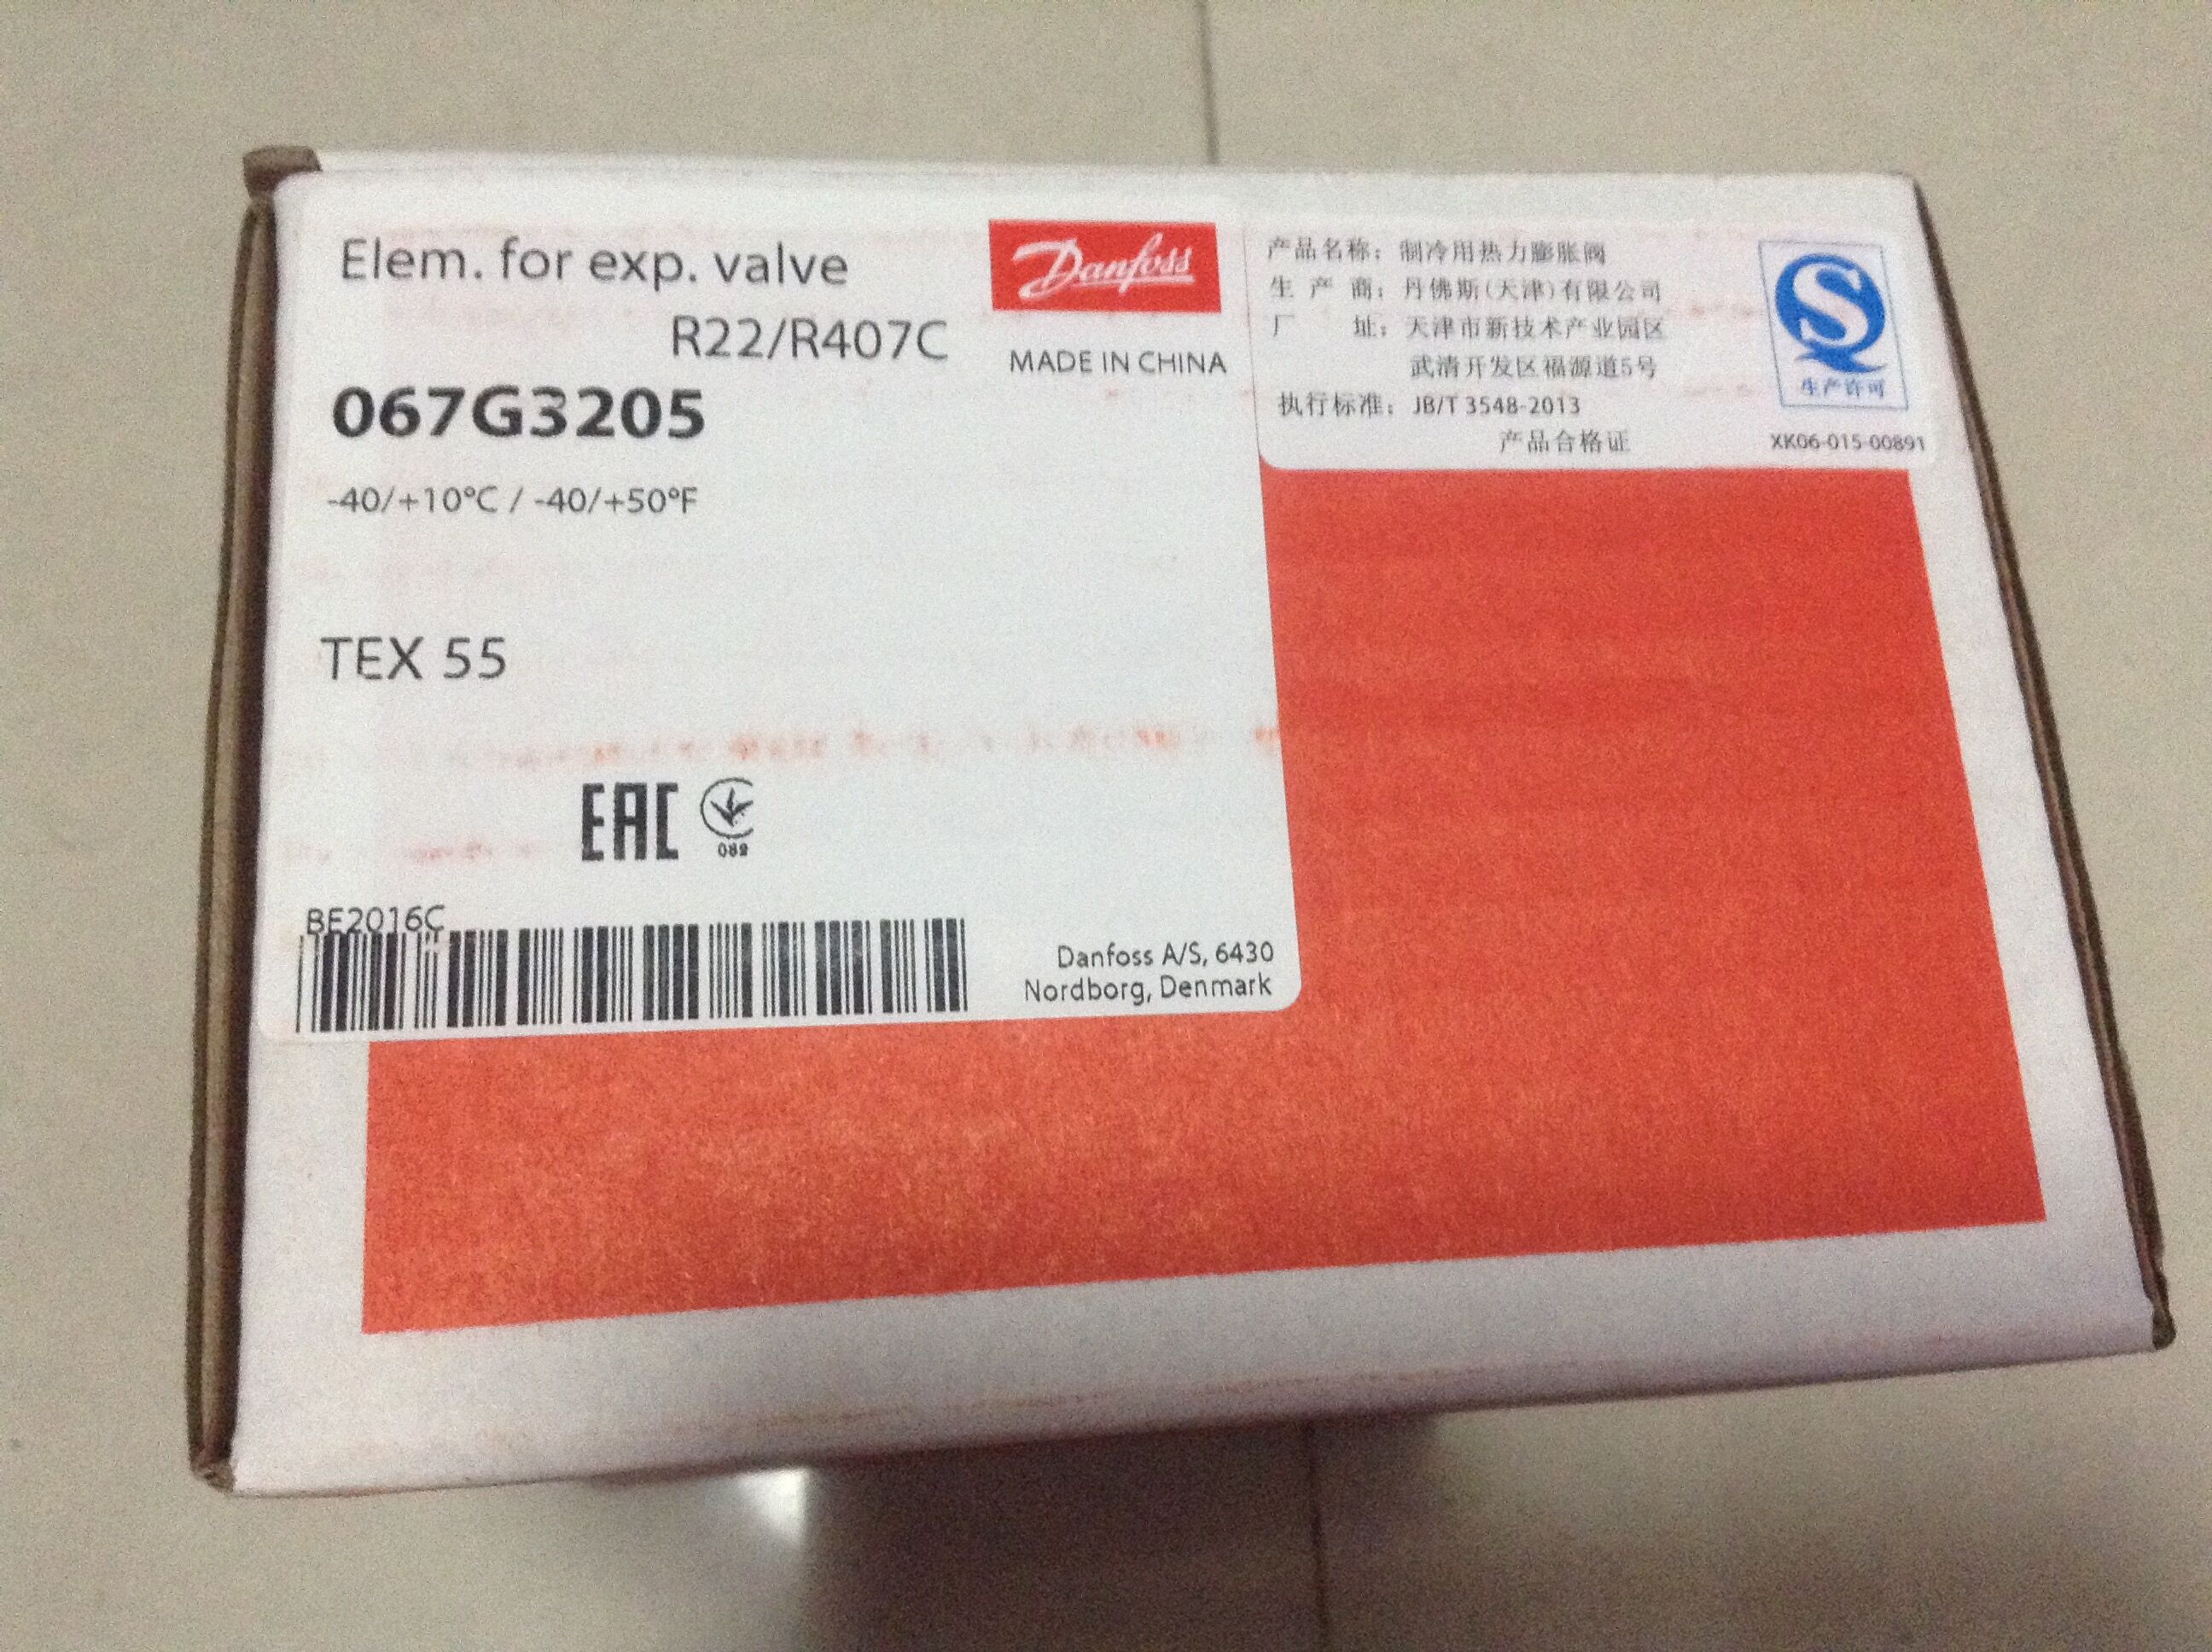 Elem. for exp. valve
R22/R407C
067G3205
-40/+10°C / -40/+50°F
TEX 55
EAC
089
BE2016C
Danfoss
MADE IN CHINA
Danfoss A/S, 6430
Nordborg, Denmark
产品名称：制冷用热力膨胀阀
生 产 商：丹佛斯(天津)有限公司
厂 址：天津市新技术产业园区
武清开发区福源道5号
执行标准：JB/T 3548-2013
产品合格证
生产许可
XK06-015-00891